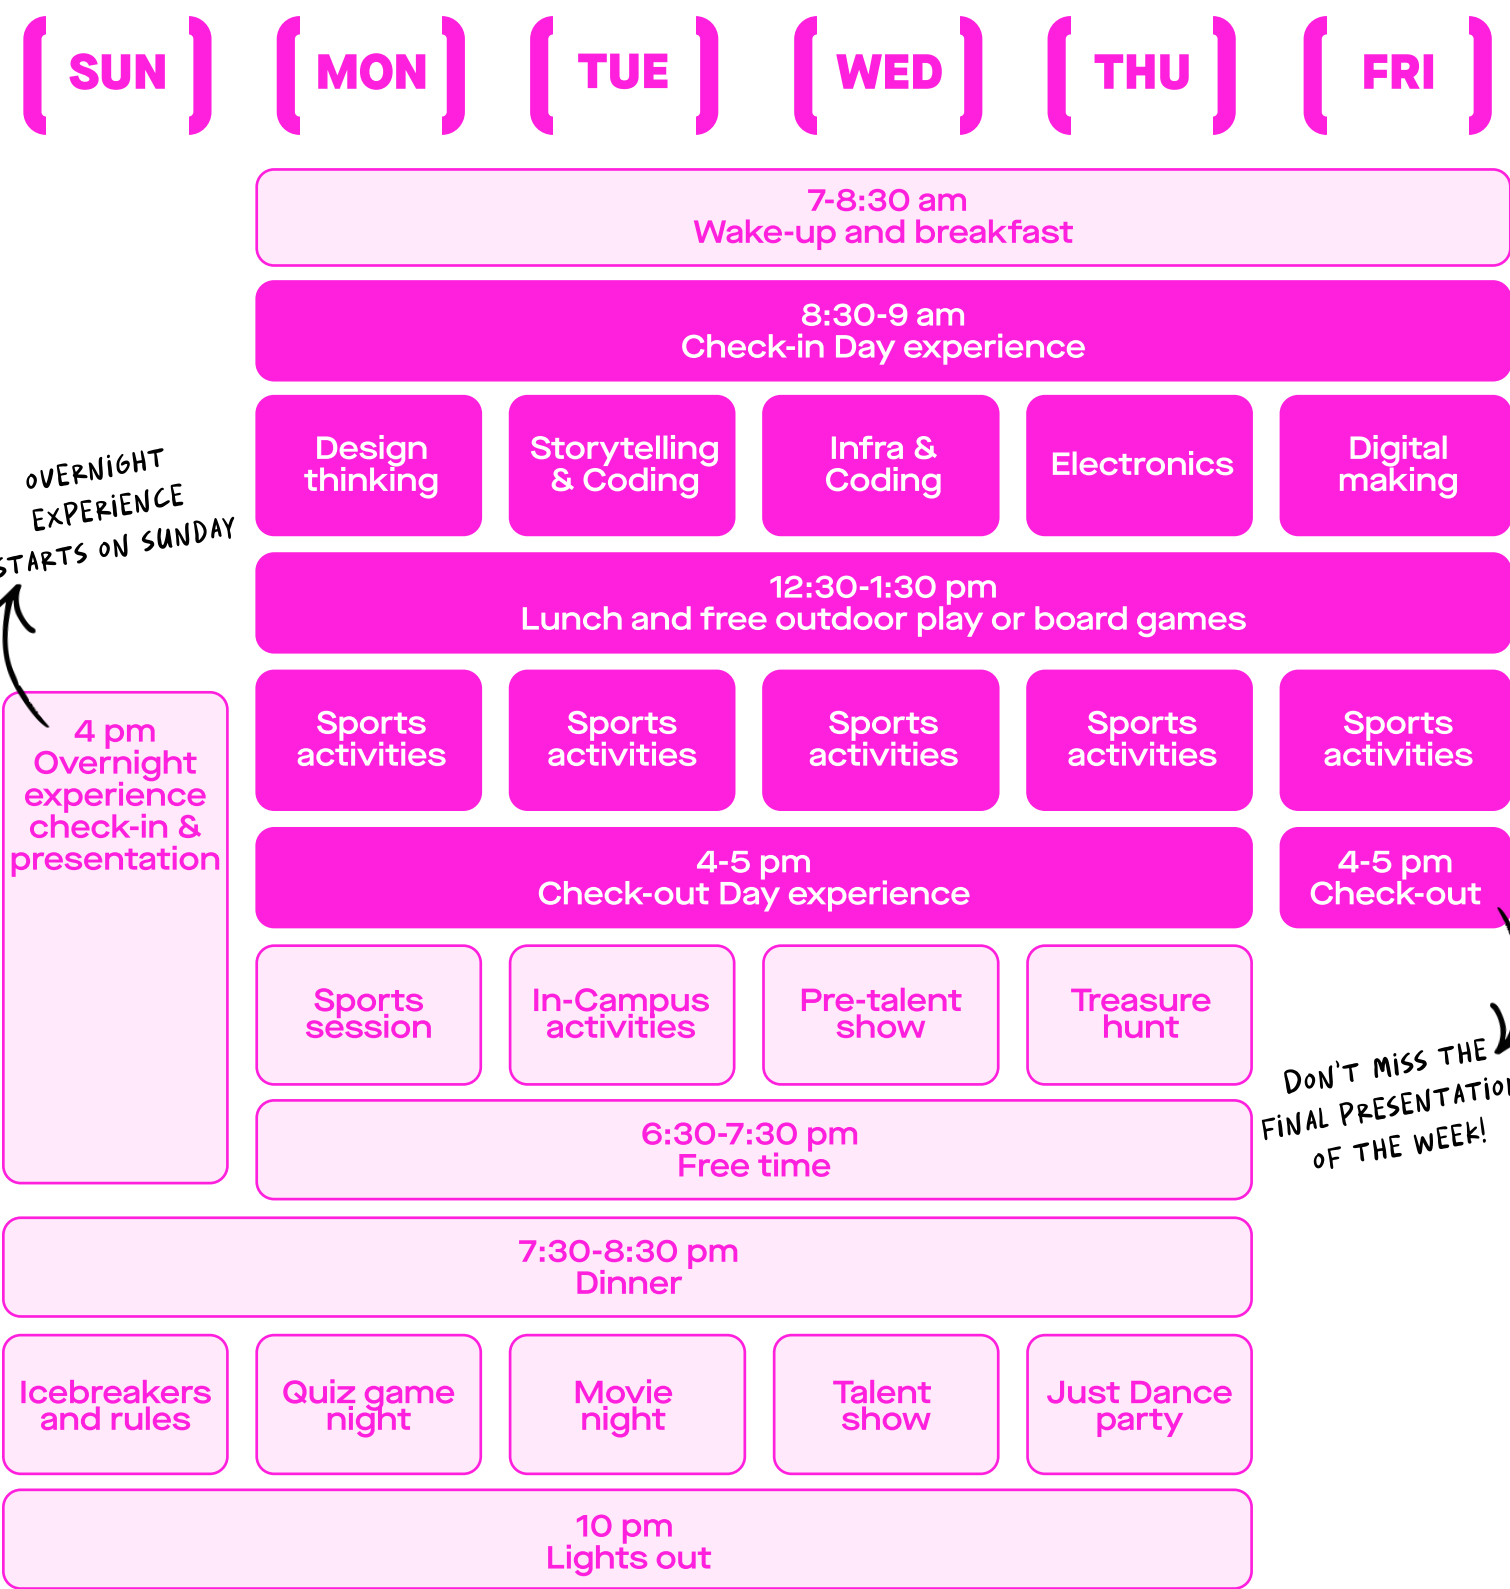 SUN
MON
TUE
WED
THU
FRI
7-8:30 am
Wake-up and breakfast
8:30-9 am
Check-in Day experience
Design
thinking
Storytelling
& Coding
Infra &
Coding
Electronics
Digital
making
OVERNIGHT
EXPERIENCE
STARTS ON SUNDAY
12:30-1:30 pm
Lunch and free outdoor play or board games
4 pm
Overnight
experience
check-in &
presentation
Sports
activities
Sports
activities
Sports
activities
Sports
activities
Sports
activities
4-5 pm
Check-out Day experience
4-5 pm
Check-out
Sports
session
In-Campus
activities
Pre-talent
show
Treasure
hunt
DON'T MISS THE
FINAL PRESENTATION
OF THE WEEK!
6:30-7:30 pm
Free time
7:30-8:30 pm
Dinner
Icebreakers
and rules
Quiz game
night
Movie
night
Talent
show
Just Dance
party
10 pm
Lights out